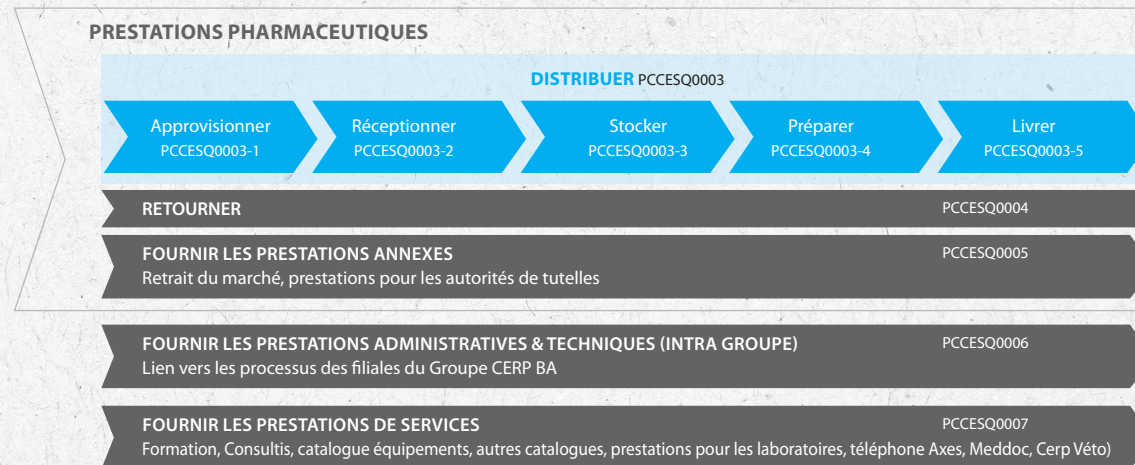 PRESTATIONS PHARMACEUTIQUES
DISTRIBUER PCCESQ0003
Approvisionner
PCCESQ0003-1
Réceptionner
PCCESQ0003-2
Stocker
PCCESQ0003-3
Préparer
PCCESQ0003-4
Livrer
PCCESQ0003-5
RETOURNER PCCESQ0004
FOURNIR LES PRESTATIONS ANNEXES PCCESQ0005
Retrait du marché, prestations pour les autorités de tutelles
FOURNIR LES PRESTATIONS ADMINISTRATIVES & TECHNIQUES (INTRA GROUPE) PCCESQ0006
Lien vers les processus des filiales du Groupe CERP BA
FOURNIR LES PRESTATIONS DE SERVICES PCCESQ0007
Formation, Consultis, catalogue équipements, autres catalogues, prestations pour les laboratoires, téléphone Axes, Meddoc, Cerp Véto)